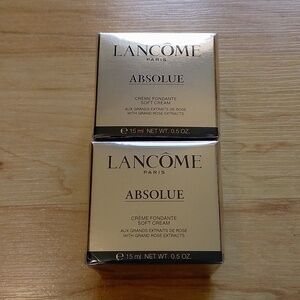 LANCÔME
PARIS
ABSOLUE
CRÈME FONDANTE
SOFT CREAM
AUX GRANDS EXTRAITS DE ROSE
WITH GRAND ROSE EXTRACTS
℮ 15 ml NET WT. 0.5 OZ.
LANCÔME
PARIS
ABSOLUE
CRÈME FONDANTE
SOFT CREAM
AUX GRANDS EXTRAITS DE ROSE
WITH GRAND ROSE EXTRACTS
℮ 15 ml NET WT. 0.5 OZ.